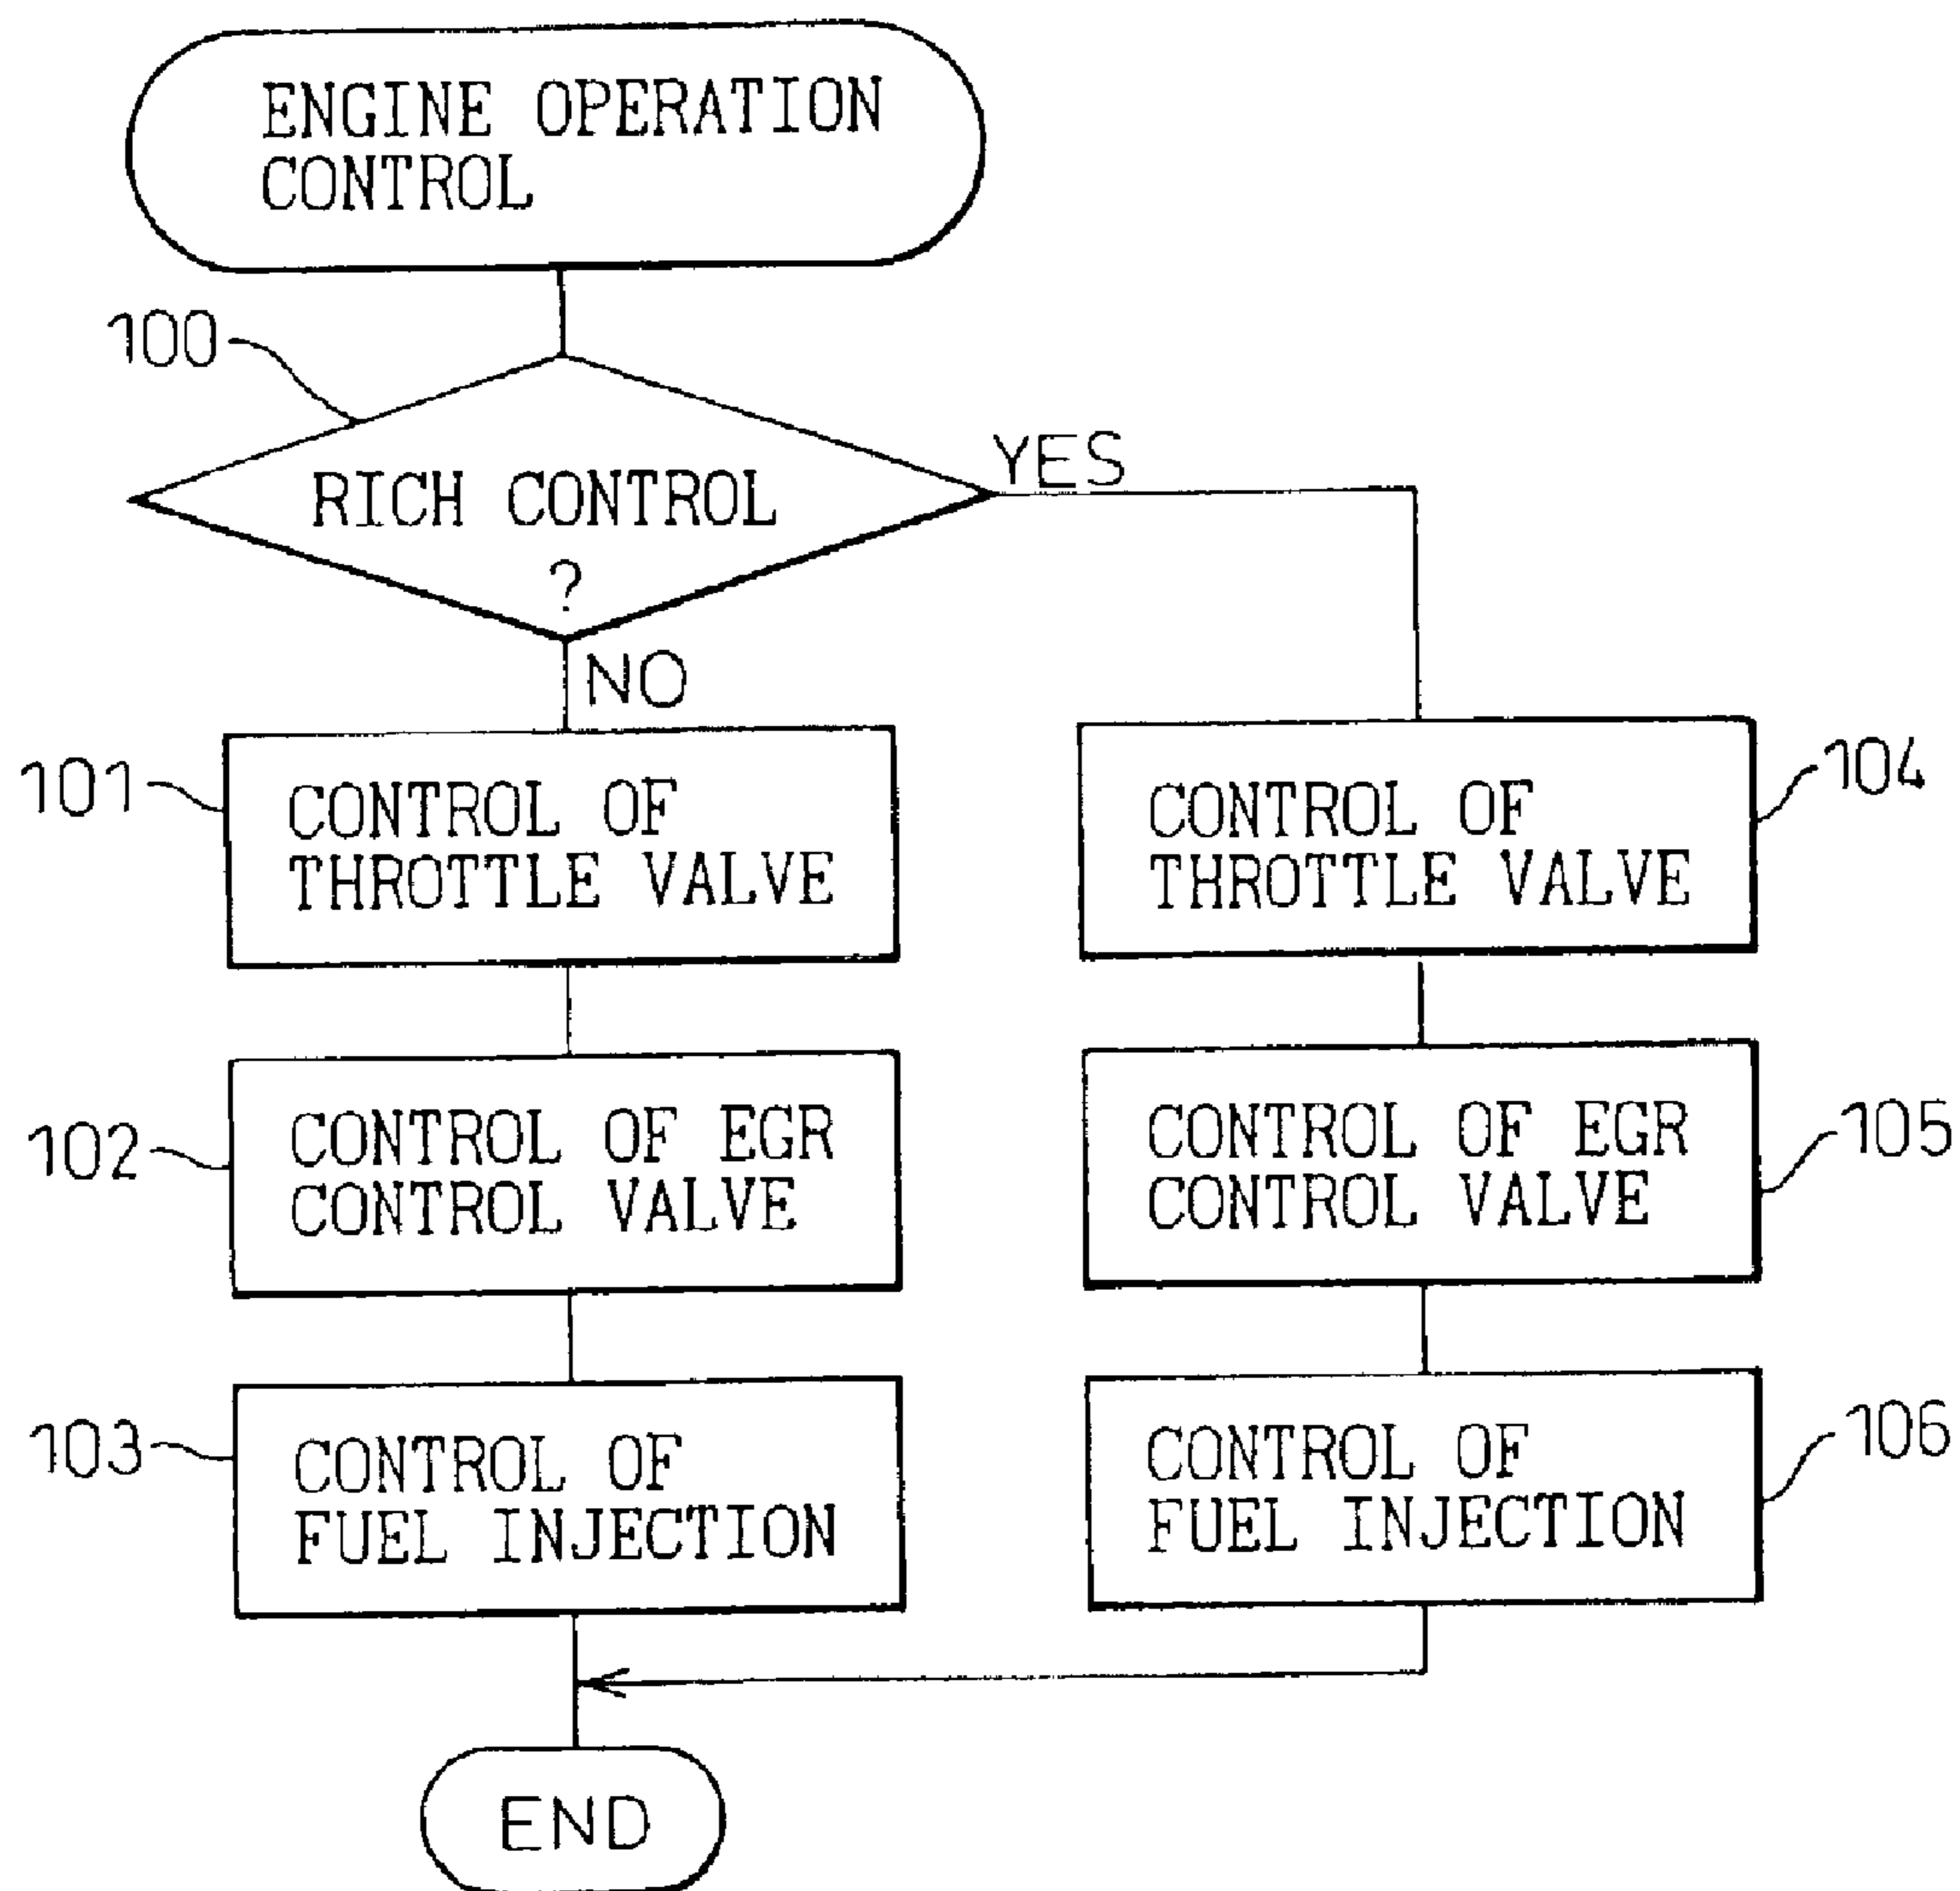 ENGINE OPERATION
CONTROL
100
RICH CONTROL
?
YES
NO
101
CONTROL OF
THROTTLE VALVE
102
CONTROL OF EGR
CONTROL VALVE
103
CONTROL OF
FUEL INJECTION
104
CONTROL OF
THROTTLE VALVE
105
CONTROL OF EGR
CONTROL VALVE
106
CONTROL OF
FUEL INJECTION
END